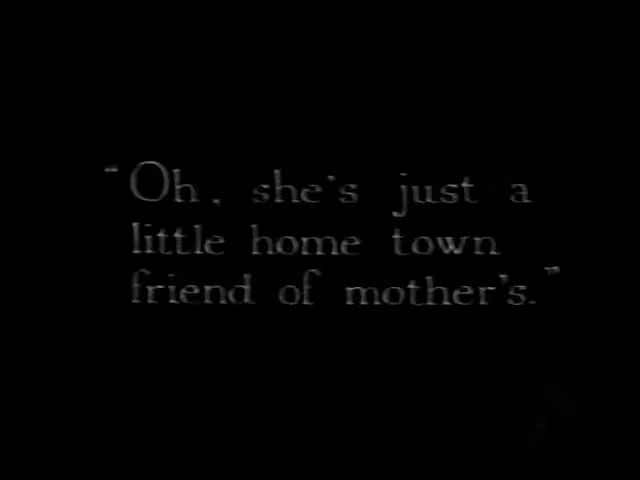 “Oh, she's just a
little home town
friend of mother's.”